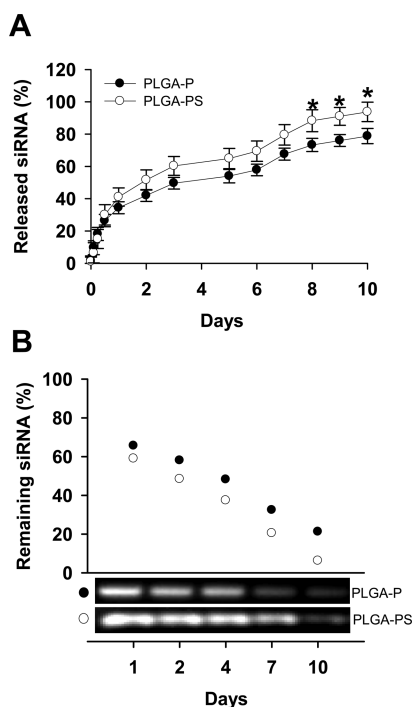 A
Released siRNA (%)
120
100
80
60
40
20
0
PLGA-P
PLGA-PS
* * *
0 2 4 6 8 10
Days
B
Remaining siRNA (%)
100
80
60
40
20
0
PLGA-P
PLGA-PS
1 2 4 7 10
Days